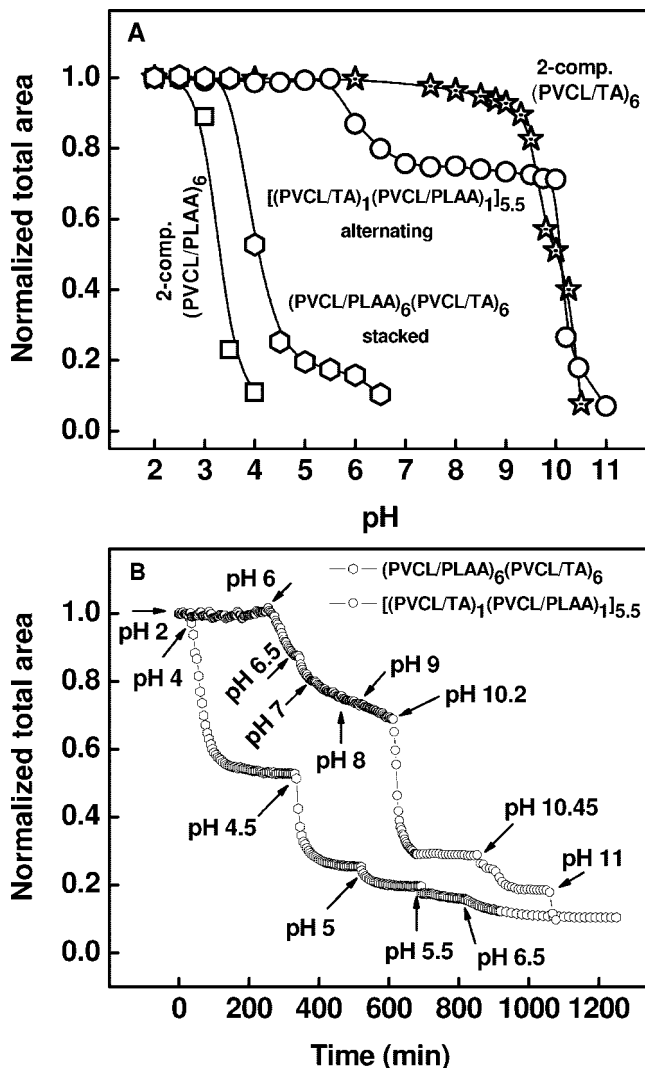 A
Normalized total area
1.0
0.8
0.6
0.4
0.2
0.0
2-comp.
(PVCL/TA)6
[(PVCL/TA)1(PVCL/PLAA)1]5.5
alternating
2-comp.
(PVCL/PLAA)6
(PVCL/PLAA)6(PVCL/TA)6
stacked
2 3 4 5 6 7 8 9 10 11
pH
B
Normalized total area
1.0
0.8
0.6
0.4
0.2
0.0
(PVCL/PLAA)6(PVCL/TA)6
[(PVCL/TA)1(PVCL/PLAA)1]5.5
pH 2
pH 4
pH 6
pH 6.5
pH 7
pH 8
pH 9
pH 10.2
pH 4.5
pH 10.45
pH 11
pH 5
pH 5.5
pH 6.5
0 200 400 600 800 1000 1200
Time (min)